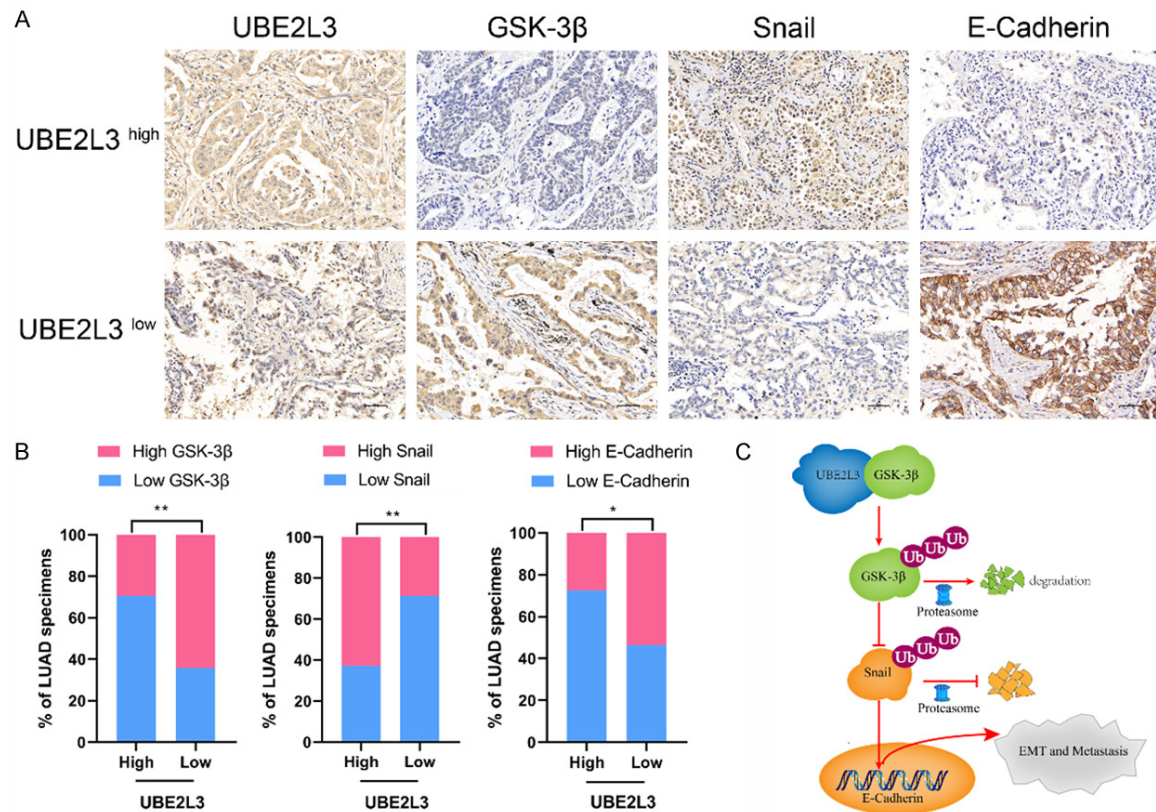 A
UBE2L3 GSK-3β Snail E-Cadherin
UBE2L3 high
UBE2L3 low
B
High GSK-3β
Low GSK-3β
High Snail
Low Snail
High E-Cadherin
Low E-Cadherin
**
% of LUAD specimens
100
80
60
40
20
0
High Low
UBE2L3
**
% of LUAD specimens
100
80
60
40
20
0
High Low
UBE2L3
*
% of LUAD specimens
100
80
60
40
20
0
High Low
UBE2L3
C
UBE2L3 GSK-3β
Ub Ub Ub
GSK-3β
degradation
Proteasome
Ub Ub Ub
Snail
Proteasome
EMT and Metastasis
E-Cadherin